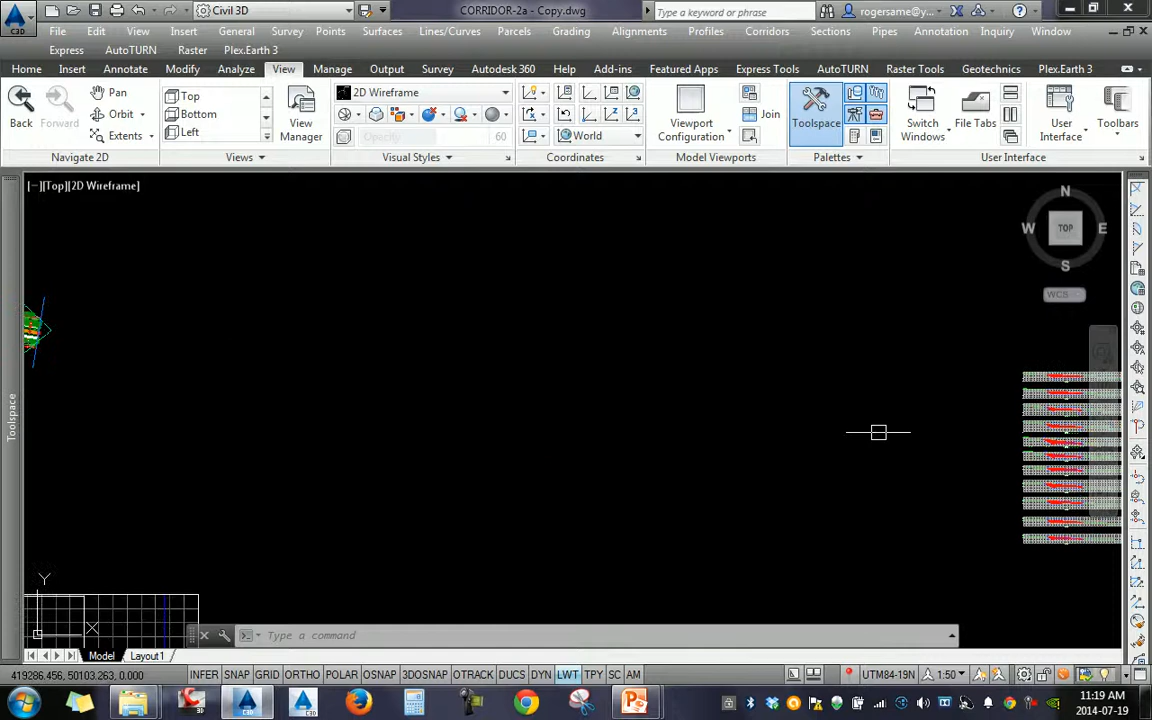 C3D Civil 3D CORRIDOR-2a - Copy.dwg Type a keyword or phrase rogersame@y...
File Edit View Insert General Survey Points Surfaces Lines/Curves Parcels Grading Alignments Profiles Corridors Sections Pipes Annotation Inquiry Window
Express AutoTURN Raster Plex.Earth 3
Home Insert Annotate Modify Analyze View Manage Output Survey Autodesk 360 Help Add-ins Featured Apps Express Tools AutoTURN Raster Tools Geotechnics Plex.Earth 3
Back Forward Pan Orbit Extents
Top Bottom Left
View Manager
2D Wireframe
Opacity 60
World
Viewport Configuration Join
Toolspace
Switch Windows File Tabs User Interface Toolbars
Navigate 2D Views Visual Styles Coordinates Model Viewports Palettes User Interface
[−][Top][2D Wireframe]
N
W TOP E
S
WCS
Toolspace
Y
X
Type a command
Model Layout1
419286.456, 50103.263, 0.000 INFER SNAP GRID ORTHO POLAR OSNAP 3DOSNAP OTRACK DUCS DYN LWT TPY SC AM UTM84-19N 1:50
11:19 AM
2014-07-19